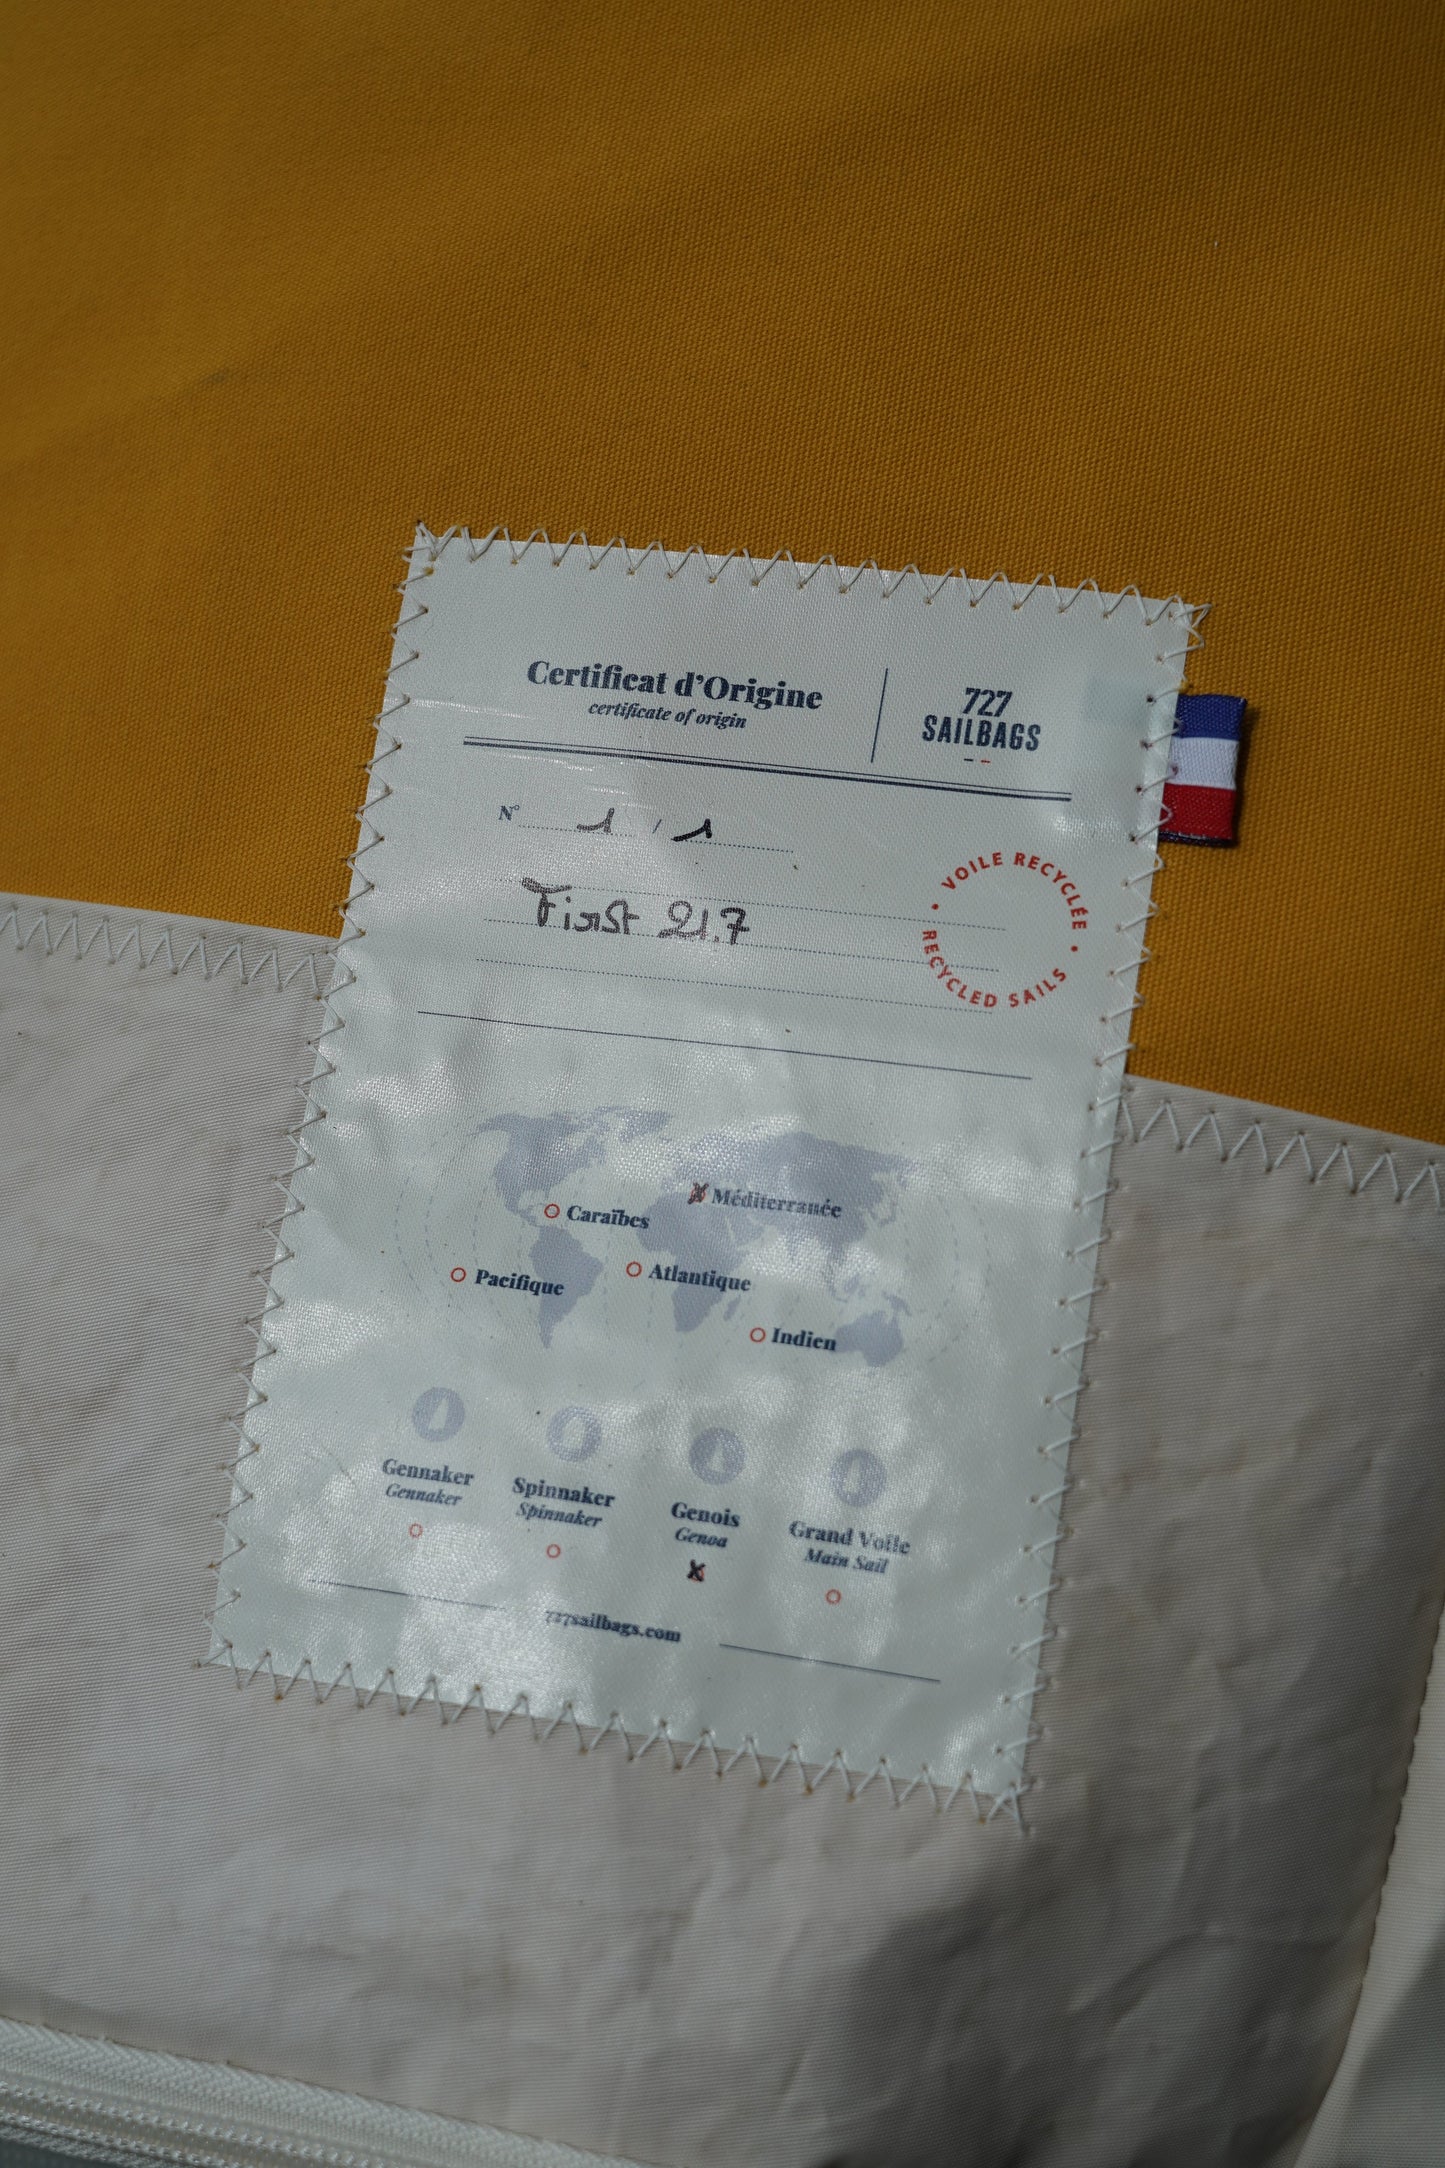 Certificat d'Origine
certificate of origin
727
SAILBAGS
N° 1 / 1
First 21.7
• VOILE RECYCLÉE •
RECYCLED SAILS
Méditerranée
Caraïbes
Pacifique
Atlantique
Indien
Gennaker
Gennaker
Spinnaker
Spinnaker
Genois
Genoa
Grand Voile
Main Sail
727sailbags.com